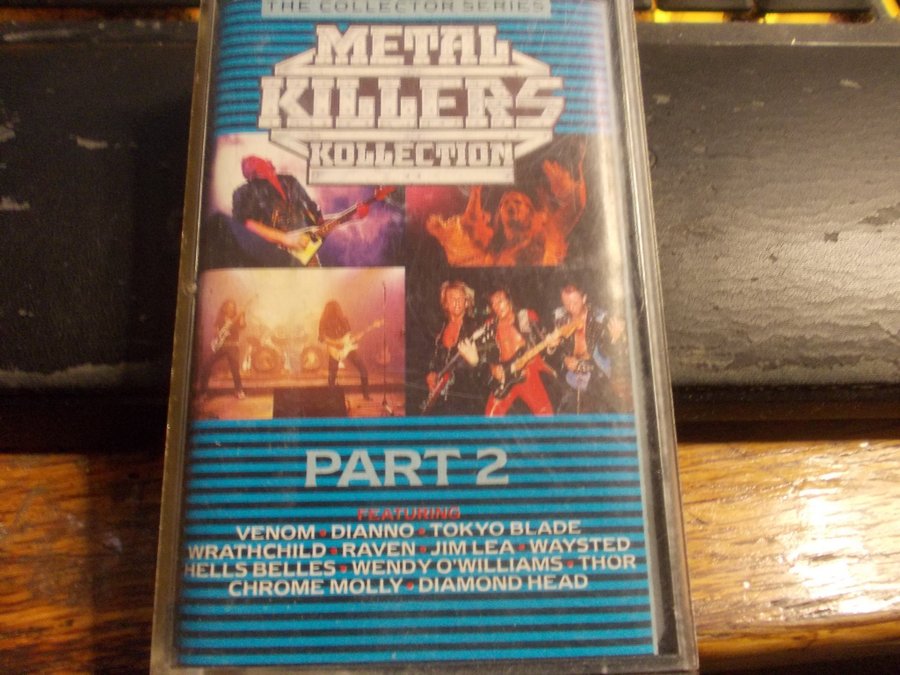 THE COLLECTOR SERIES
METAL
KILLERS
KOLLECTION
PART 2
FEATURING
VENOM • DIANNO • TOKYO BLADE
WRATHCHILD • RAVEN • JIM LEA • WAYSTED
HELLS BELLES • WENDY O'WILLIAMS • THOR
CHROME MOLLY • DIAMOND HEAD